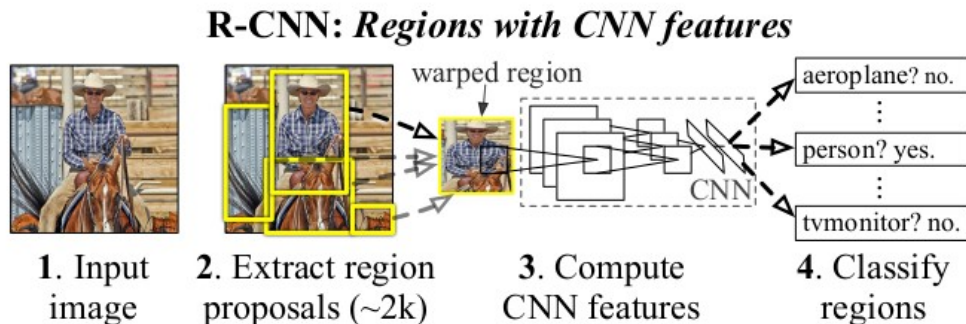 R-CNN: Regions with CNN features
warped region
aeroplane? no.
⋮
person? yes.
⋮
tvmonitor? no.
CNN
1. Input
image
2. Extract region
proposals (~2k)
3. Compute
CNN features
4. Classify
regions